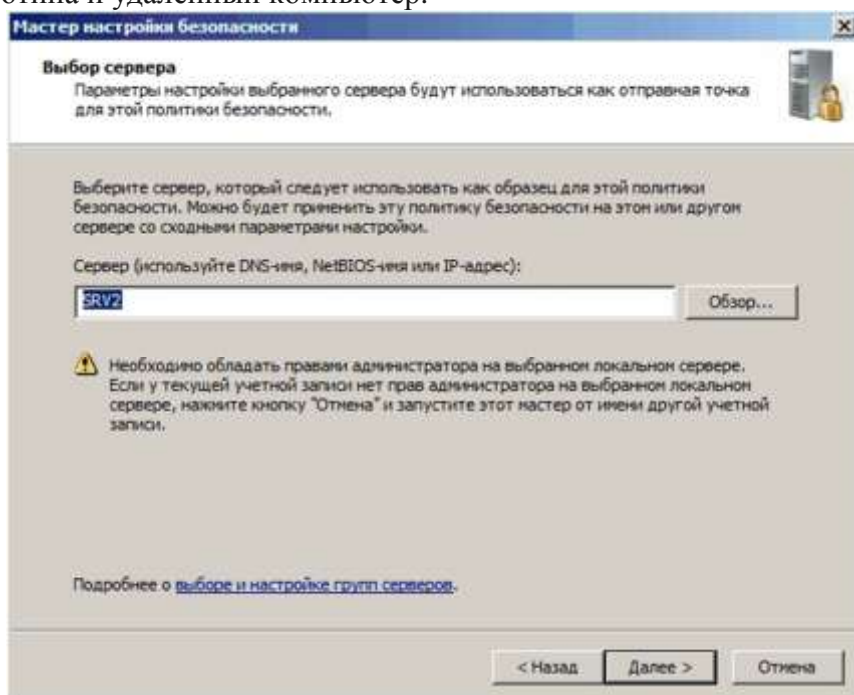 и удаленный компьютер.
Мастер настройки безопасности
Выбор сервера
Параметры настройки выбранного сервера будут использоваться как отправная точка
для этой политики безопасности.
Выберите сервер, который следует использовать как образец для этой политики
безопасности. Можно будет применить эту политику безопасности на этом или другом
сервере со сходными параметрами настройки.
Сервер (используйте DNS-имя, NetBIOS-имя или IP-адрес):
SRV2
Обзор...
Необходимо обладать правами администратора на выбранном локальном сервере.
Если у текущей учетной записи нет прав администратора на выбранном локальном
сервере, нажмите кнопку "Отмена" и запустите этот мастер от имени другой учетной
записи.
Подробнее о выборе и настройке групп серверов.
< Назад
Далее >
Отмена